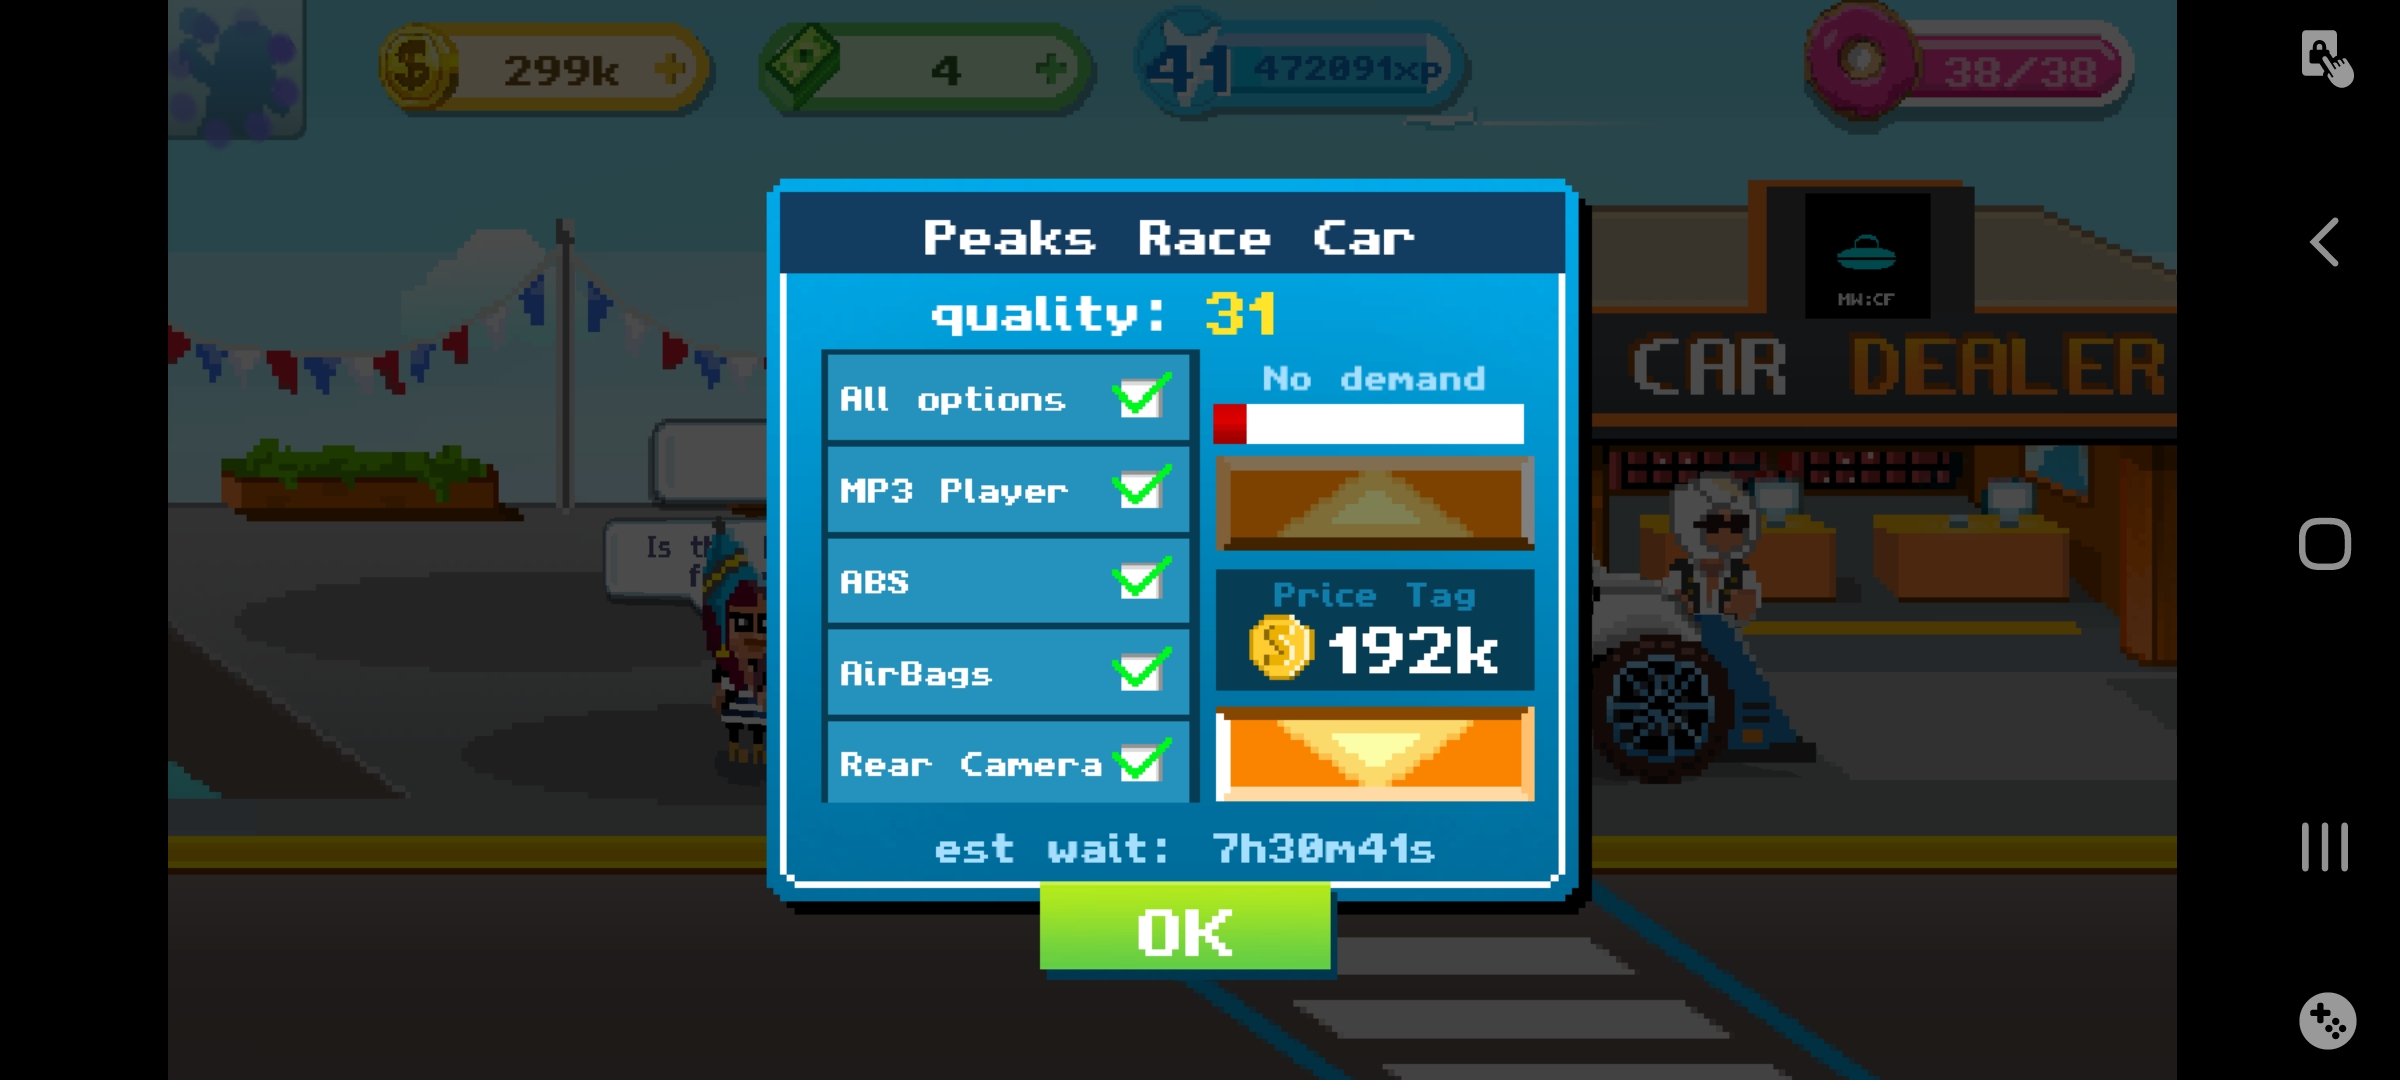 299k
4
41
472091xp
38/38
MW:CF
CAR DEALER
Peaks Race Car
quality: 31
All options
MP3 Player
ABS
AirBags
Rear Camera
No demand
Price Tag
192k
est wait: 7h30m41s
OK
Is
f